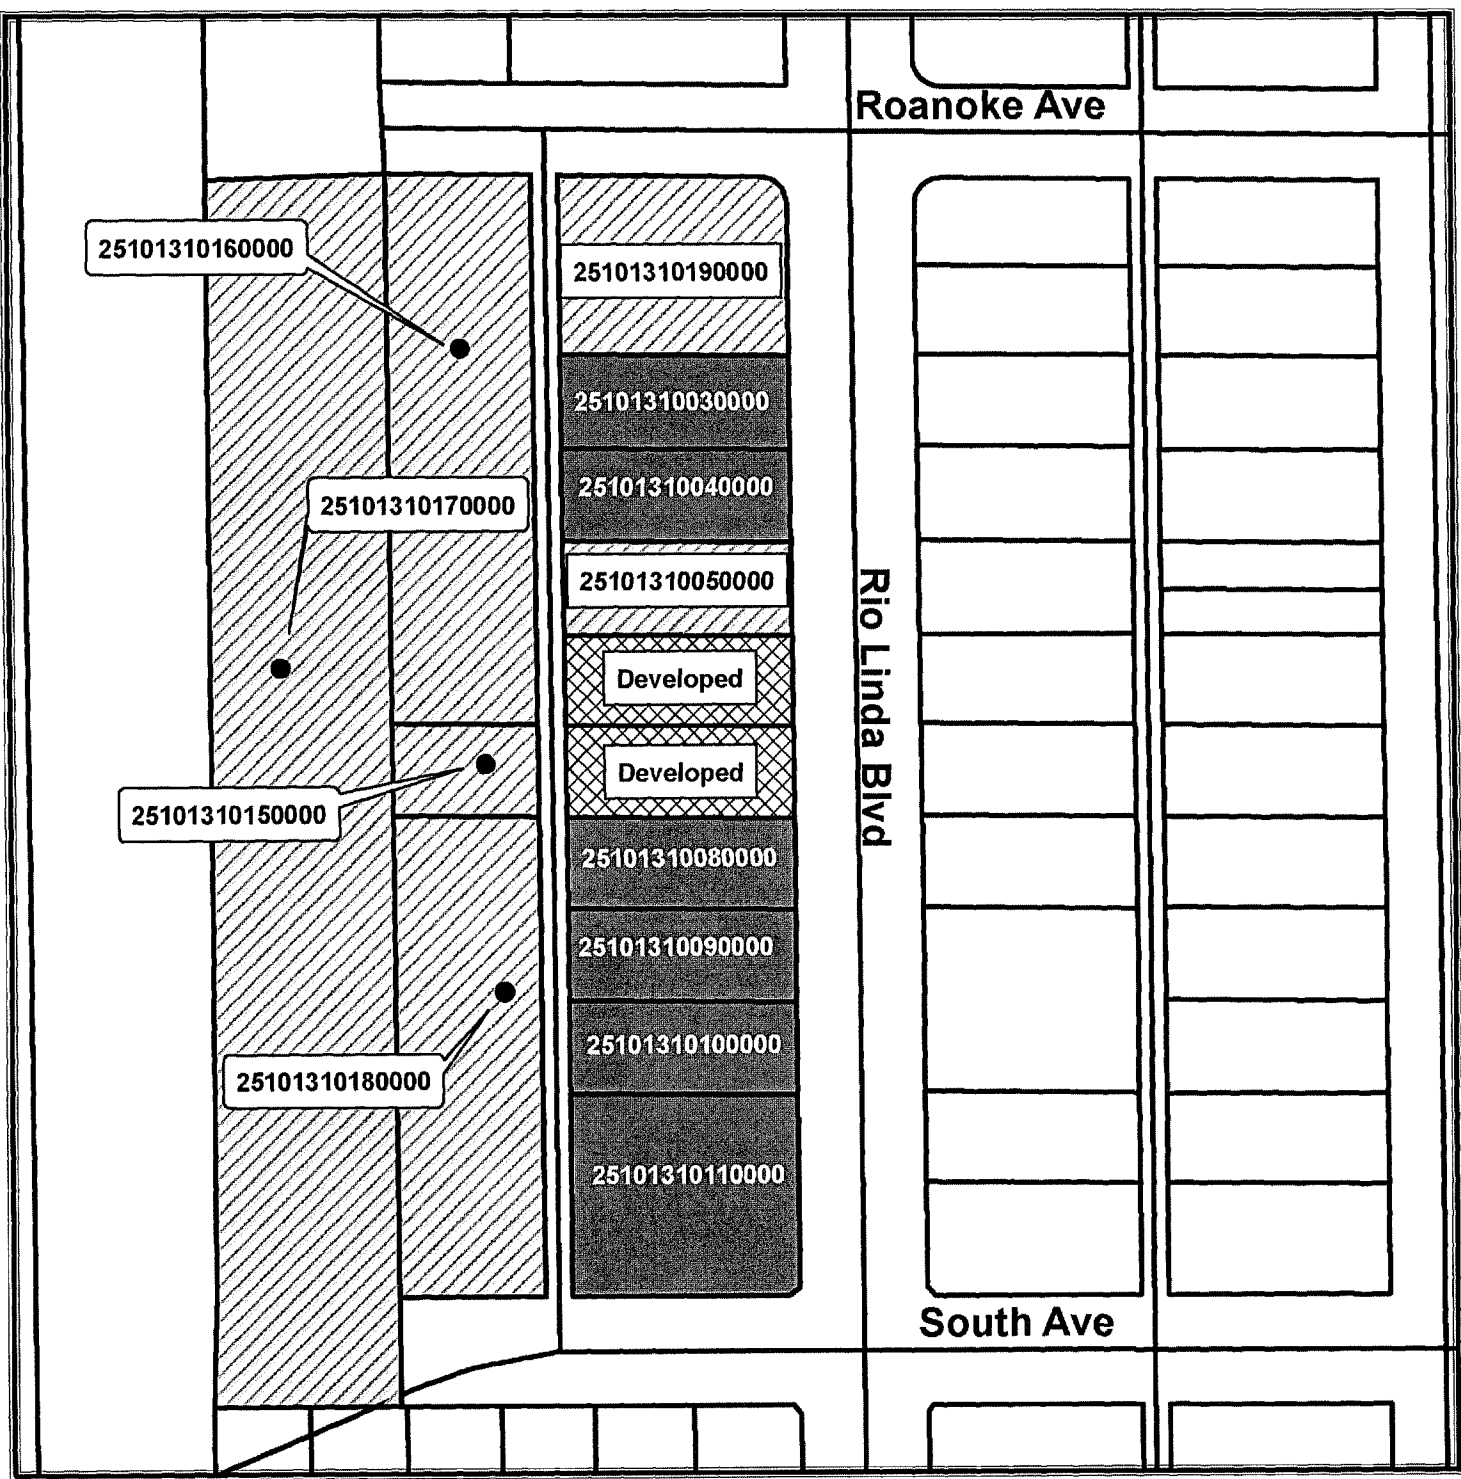 Roanoke Ave
25101310160000
25101310190000
25101310030000
25101310040000
25101310170000
25101310050000
Rio Linda Blvd
Developed
Developed
25101310150000
25101310080000
25101310090000
25101310100000
25101310180000
25101310110000
South Ave